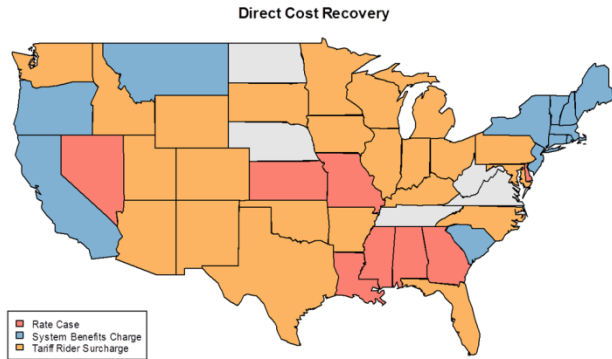 Direct Cost Recovery
Rate Case
System Benefits Charge
Tariff Rider Surcharge